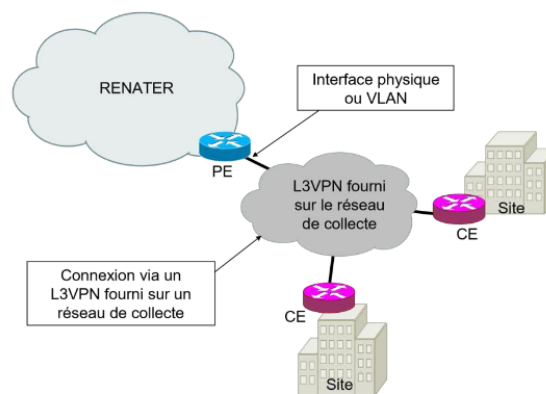 RENATER
Interface physique
ou VLAN
PE
L3VPN fourni
sur le réseau
de collecte
Site
CE
Connexion via un
L3VPN fourni sur un
réseau de collecte
CE
Site